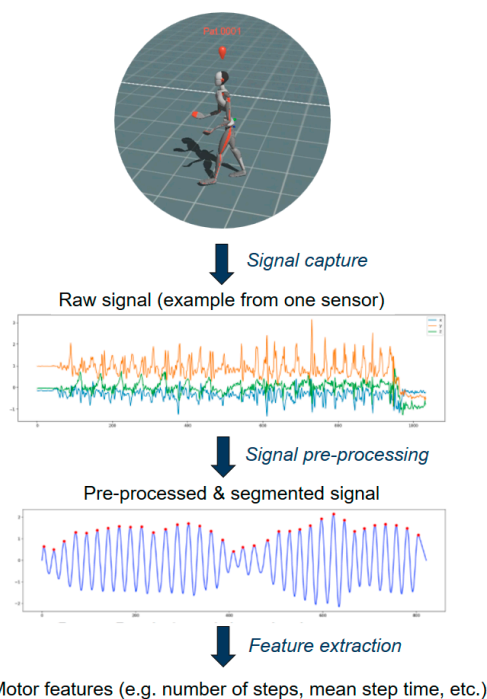 Pat 0001
Signal capture
Raw signal (example from one sensor)
Signal pre-processing
Pre-processed & segmented signal
Feature extraction
Motor features (e.g. number of steps, mean step time, etc.)